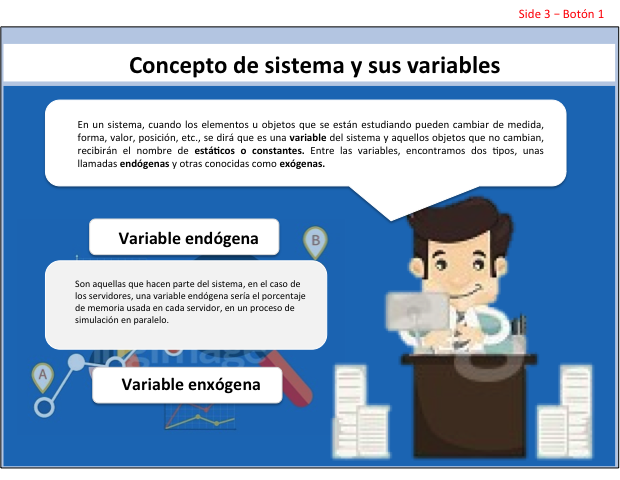 Side 3 – Botón 1
Concepto de sistema y sus variables
En un sistema, cuando los elementos u objetos que se están estudiando pueden cambiar de medida,
forma, valor, posición, etc., se dirá que es una variable del sistema y aquellos objetos que no cambian,
recibirán el nombre de estáticos o constantes. Entre las variables, encontramos dos tipos, unas
llamadas endógenas y otras conocidas como exógenas.
Variable endógena
B
Son aquellas que hacen parte del sistema, en el caso de
los servidores, una variable endógena sería el porcentaje
de memoria usada en cada servidor, en un proceso de
simulación en paralelo.
A
Variable enxógena